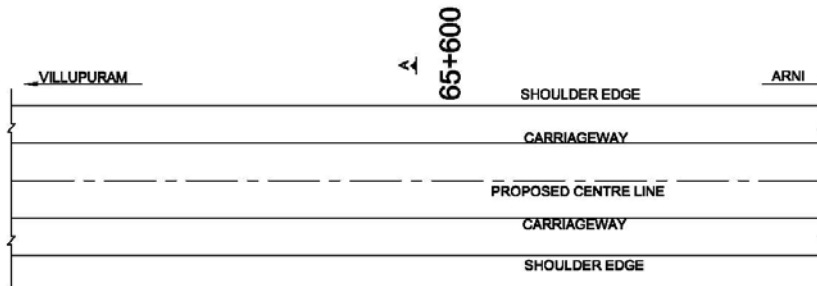 65+600
A
VILLUPURAM
ARNI
SHOULDER EDGE
CARRIAGEWAY
PROPOSED CENTRE LINE
CARRIAGEWAY
SHOULDER EDGE